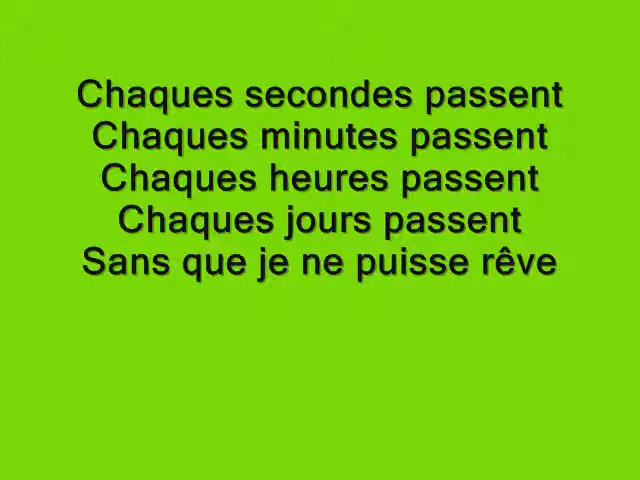 Chaques secondes passent
Chaques minutes passent
Chaques heures passent
Chaques jours passent
Sans que je ne puisse rêve